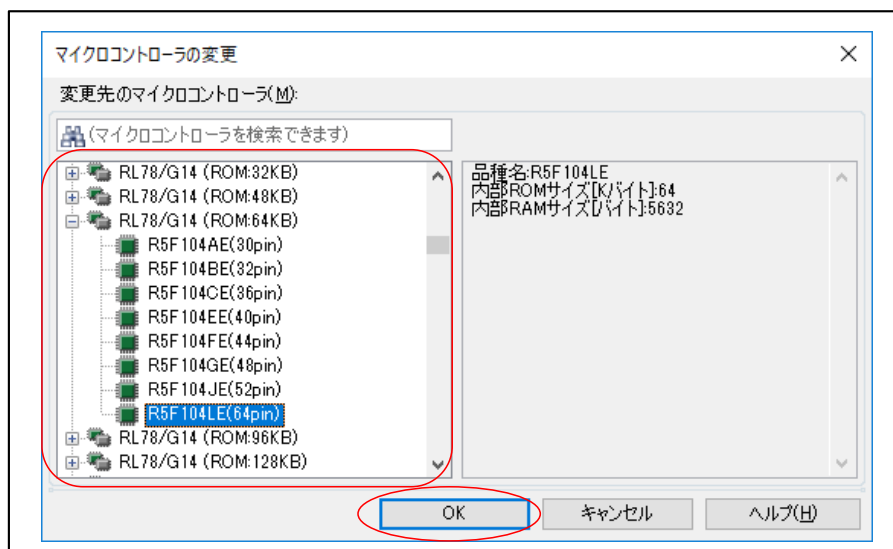 マイクロコントローラの変更
変更先のマイクロコントローラ(M):
(マイクロコントローラを検索できます)
RL78/G14 (ROM:32KB)
RL78/G14 (ROM:48KB)
RL78/G14 (ROM:64KB)
R5F104AE(30pin)
R5F104BE(32pin)
R5F104CE(36pin)
R5F104EE(40pin)
R5F104FE(44pin)
R5F104GE(48pin)
R5F104JE(52pin)
R5F104LE(64pin)
RL78/G14 (ROM:96KB)
RL78/G14 (ROM:128KB)
品種名:R5F104LE
内部ROMサイズ[Kバイト]:64
内部RAMサイズ[バイト]:5632
OK
キャンセル
ヘルプ(H)